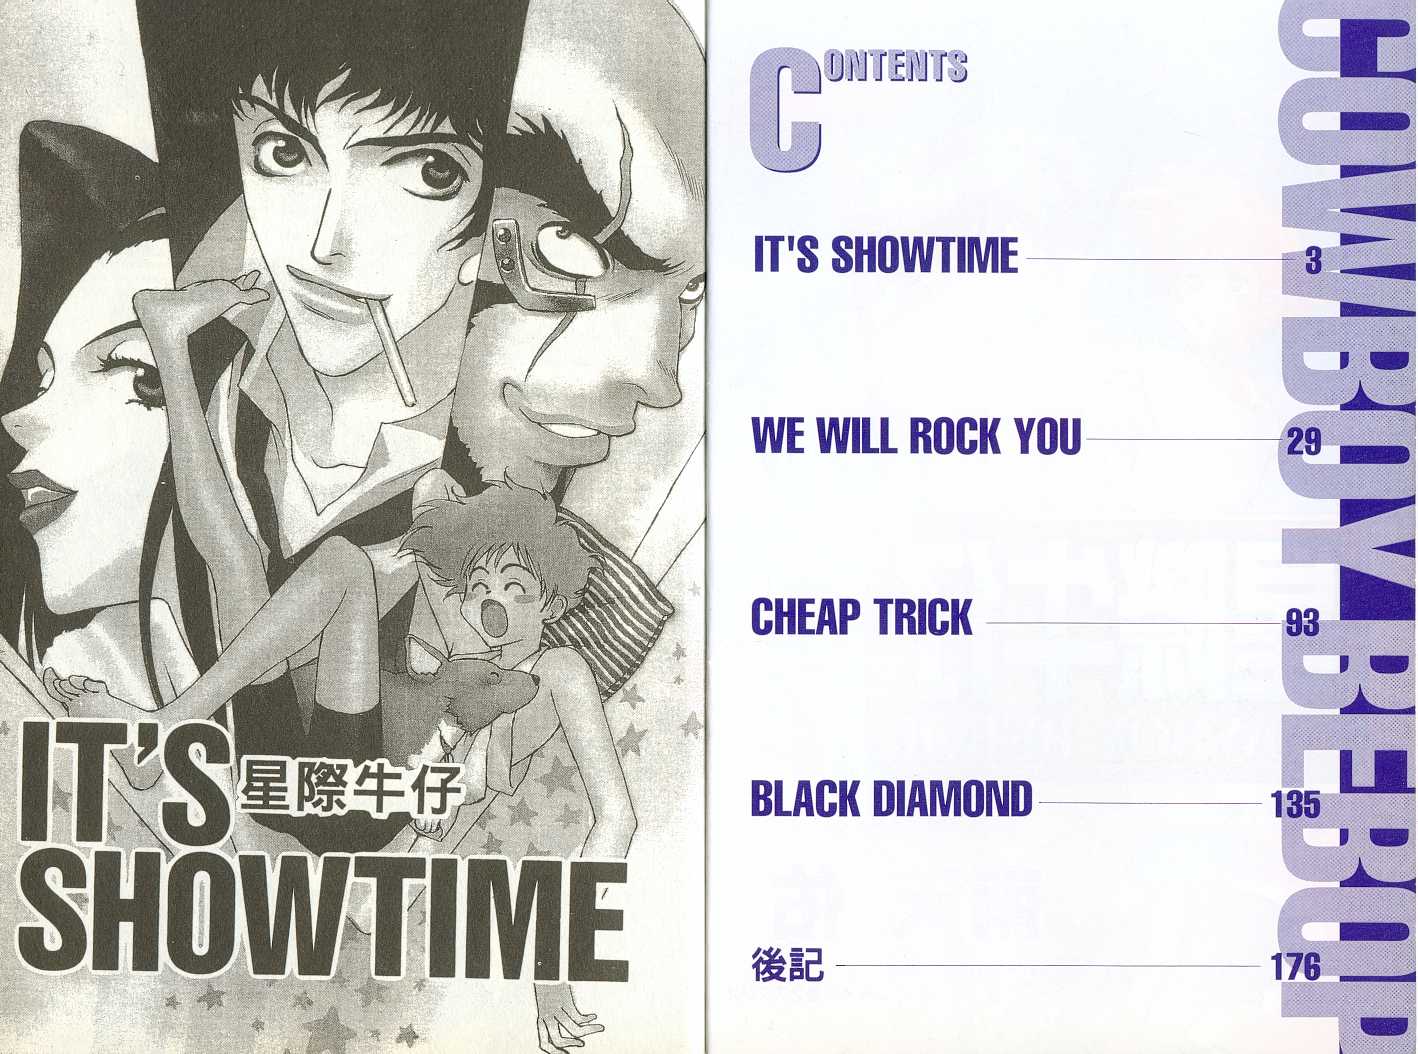 IT'S
星際牛仔
SHOWTIME
CONTENTS
IT'S SHOWTIME 3
WE WILL ROCK YOU 29
CHEAP TRICK 93
BLACK DIAMOND 135
後記 176
COWBOY BEBOP